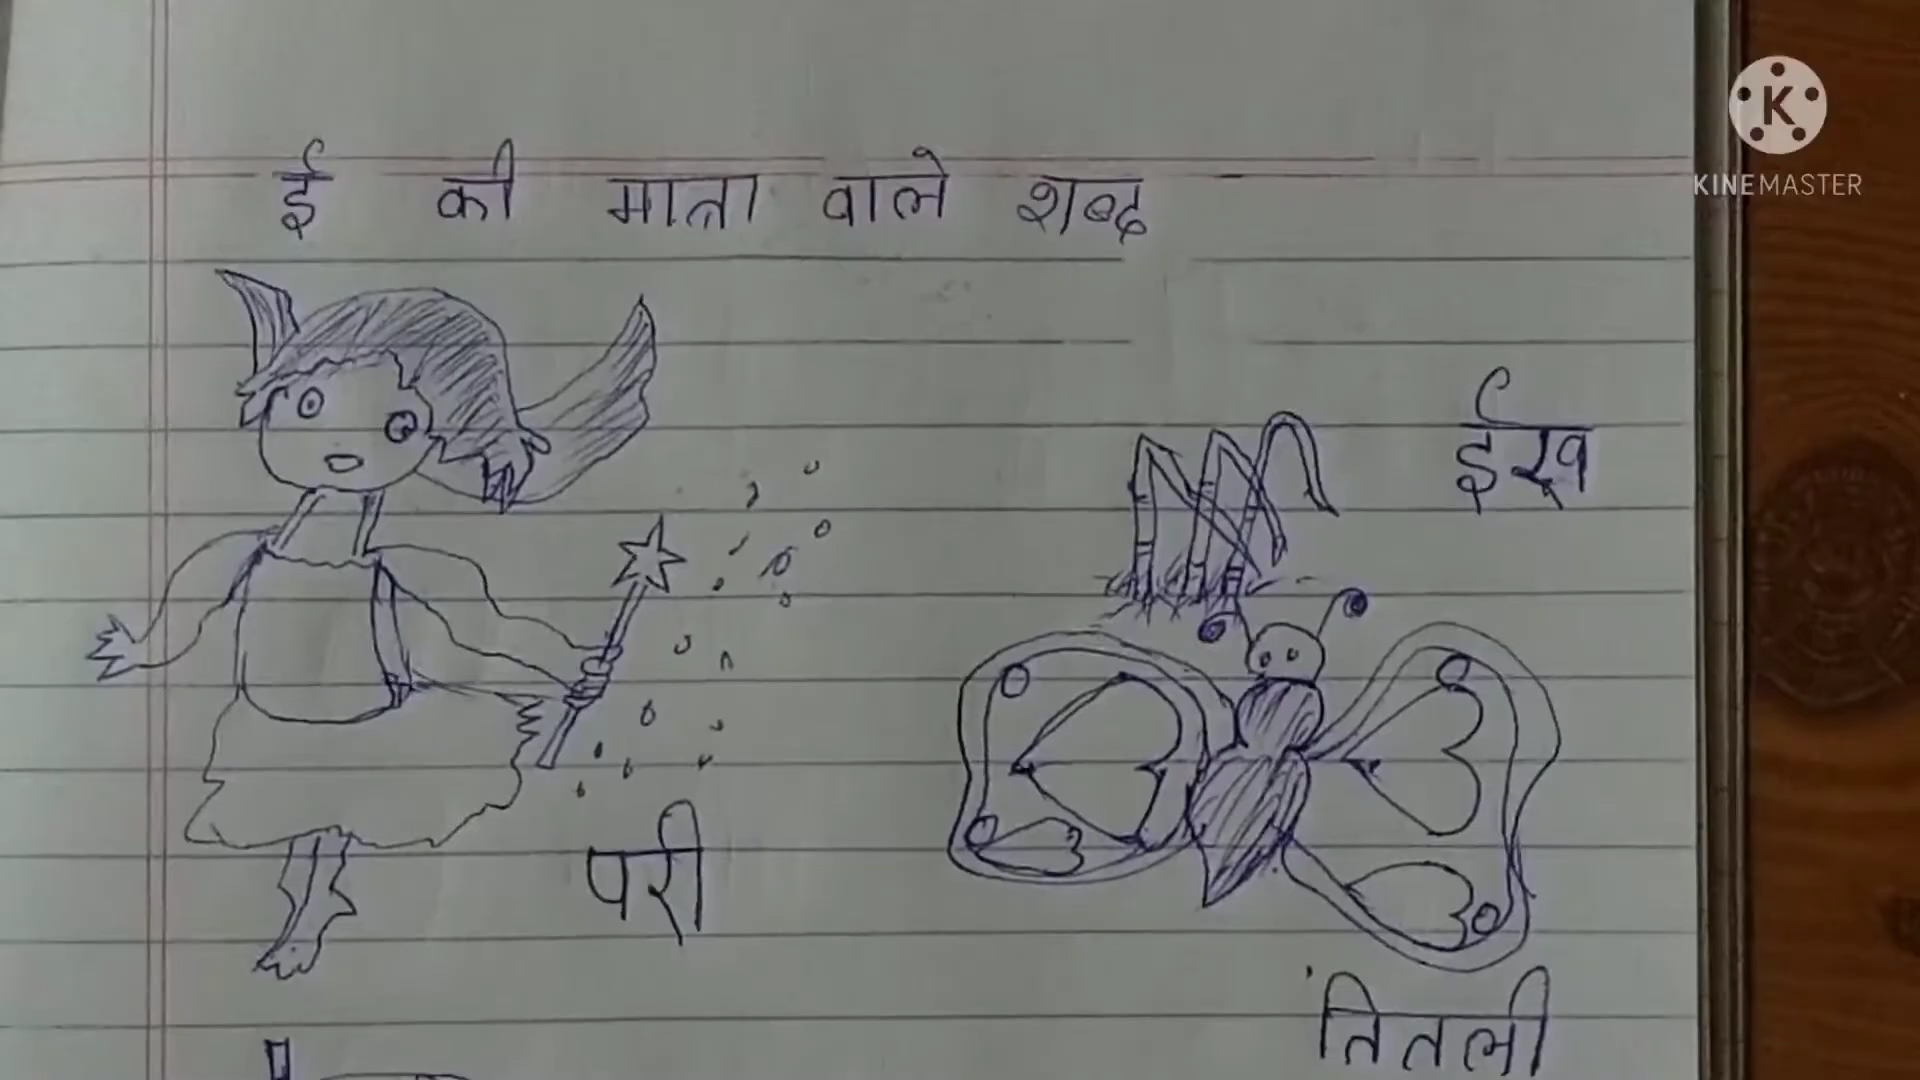 ई की मात्रा वाले शब्द
K
KINEMASTER
ईख
परी
तितली